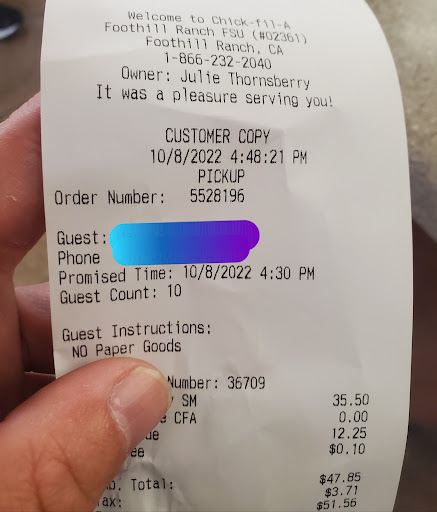 Welcome to Chick-fil-A
Foothill Ranch FSU (#02361)
Foothill Ranch, CA
1-866-232-2040
Owner: Julie Thornsberry
It was a pleasure serving you!
CUSTOMER COPY
10/8/2022 4:48:21 PM
PICKUP
Order Number: 5528196
Guest:
Phone
Promised Time: 10/8/2022 4:30 PM
Guest Count: 10
Guest Instructions:
NO Paper Goods
Number: 36709
SM 35.50
CFA 0.00
12.25
$0.10
Total: $47.85
$3.71
$51.56